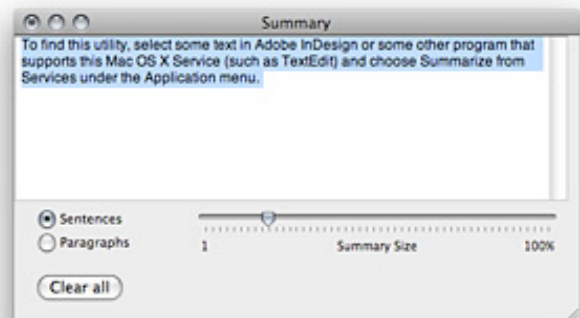 Summary
To find this utility, select some text in Adobe InDesign or some other program that
supports this Mac OS X Service (such as TextEdit) and choose Summarize from
Services under the Application menu.
Sentences
Paragraphs
1 Summary Size 100%
Clear all